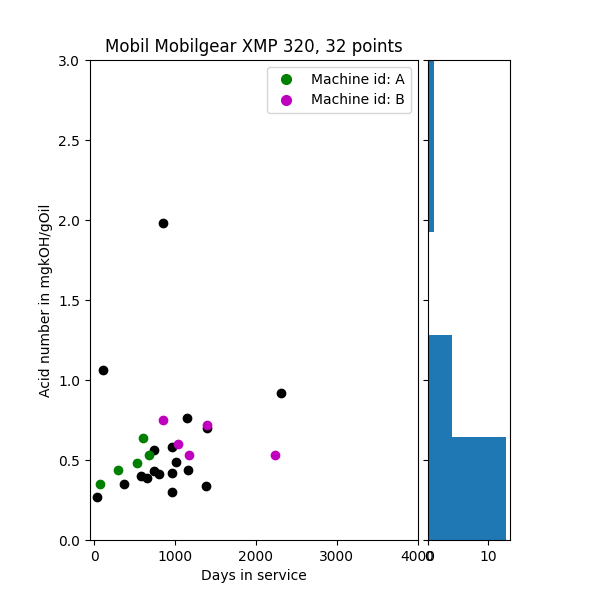 Mobil Mobilgear XMP 320, 32 points
Machine id: A
Machine id: B
3.0
2.5
2.0
1.5
1.0
0.5
0.0
Acid number in mgkOH/gOil
0
1000
2000
3000
4000
0
10
Days in service